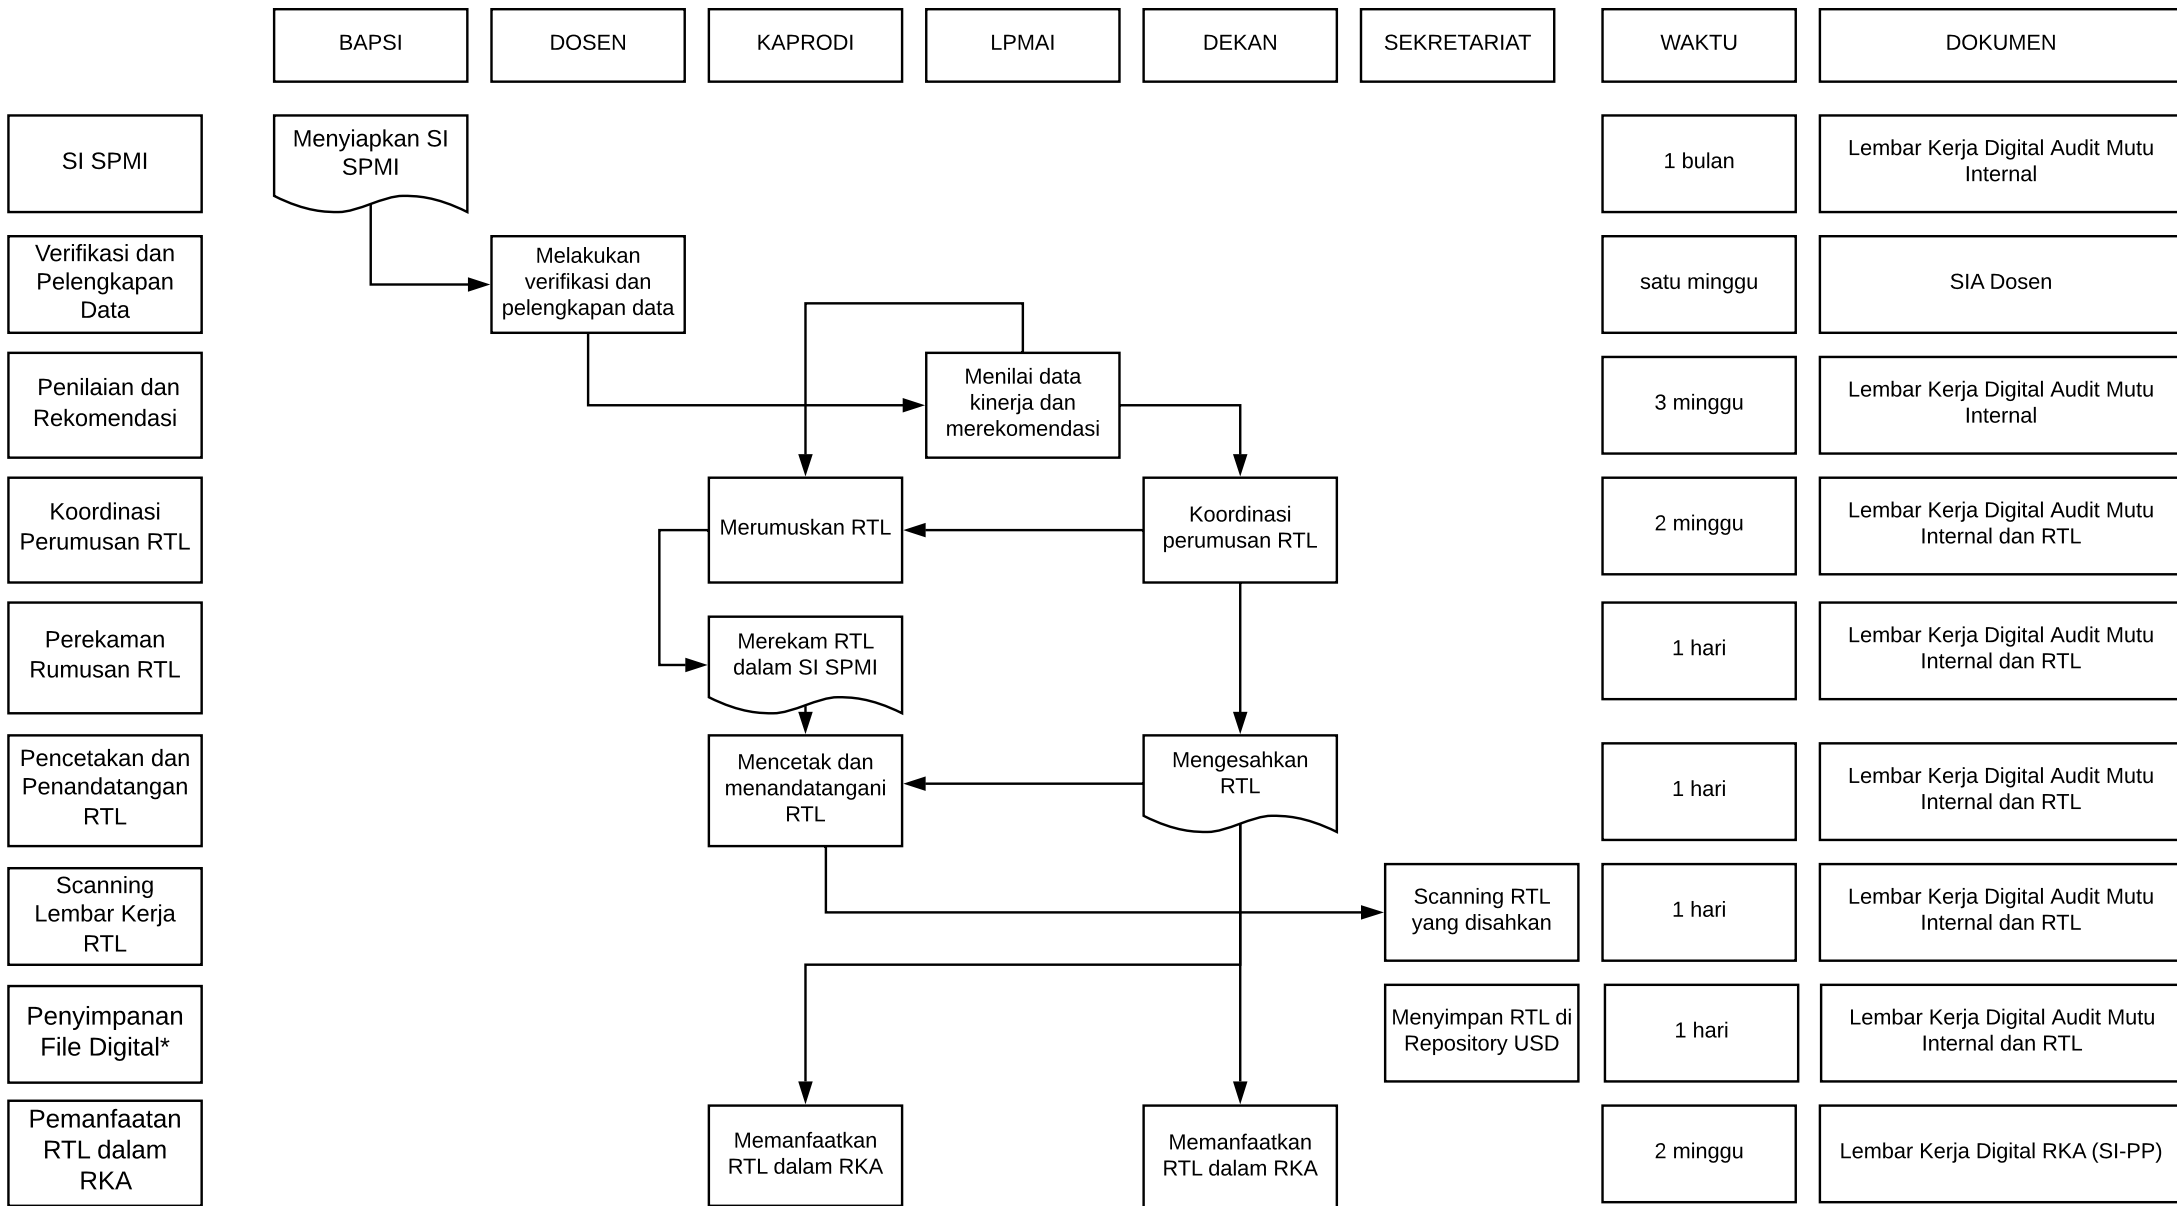 BAPSI
DOSEN
KAPRODI
LPMAI
DEKAN
SEKRETARIAT
WAKTU
DOKUMEN
SI SPMI
Menyiapkan SI
SPMI
1 bulan
Lembar Kerja Digital Audit Mutu
Internal
Verifikasi dan
Pelengkapan
Data
Melakukan
verifikasi dan
pelengkapan data
satu minggu
SIA Dosen
Penilaian dan
Rekomendasi
Menilai data
kinerja dan
merekomendasi
3 minggu
Lembar Kerja Digital Audit Mutu
Internal
Koordinasi
Perumusan RTL
Merumuskan RTL
Koordinasi
perumusan RTL
2 minggu
Lembar Kerja Digital Audit Mutu
Internal dan RTL
Perekaman
Rumusan RTL
Merekam RTL
dalam SI SPMI
1 hari
Lembar Kerja Digital Audit Mutu
Internal dan RTL
Pencetakan dan
Penandatangan
RTL
Mencetak dan
menandatangani
RTL
Mengesahkan
RTL
1 hari
Lembar Kerja Digital Audit Mutu
Internal dan RTL
Scanning
Lembar Kerja
RTL
Scanning RTL
yang disahkan
1 hari
Lembar Kerja Digital Audit Mutu
Internal dan RTL
Penyimpanan
File Digital*
Menyimpan RTL di
Repository USD
1 hari
Lembar Kerja Digital Audit Mutu
Internal dan RTL
Pemanfaatan
RTL dalam
RKA
Memanfaatkan
RTL dalam RKA
Memanfaatkan
RTL dalam RKA
2 minggu
Lembar Kerja Digital RKA (SI-PP)